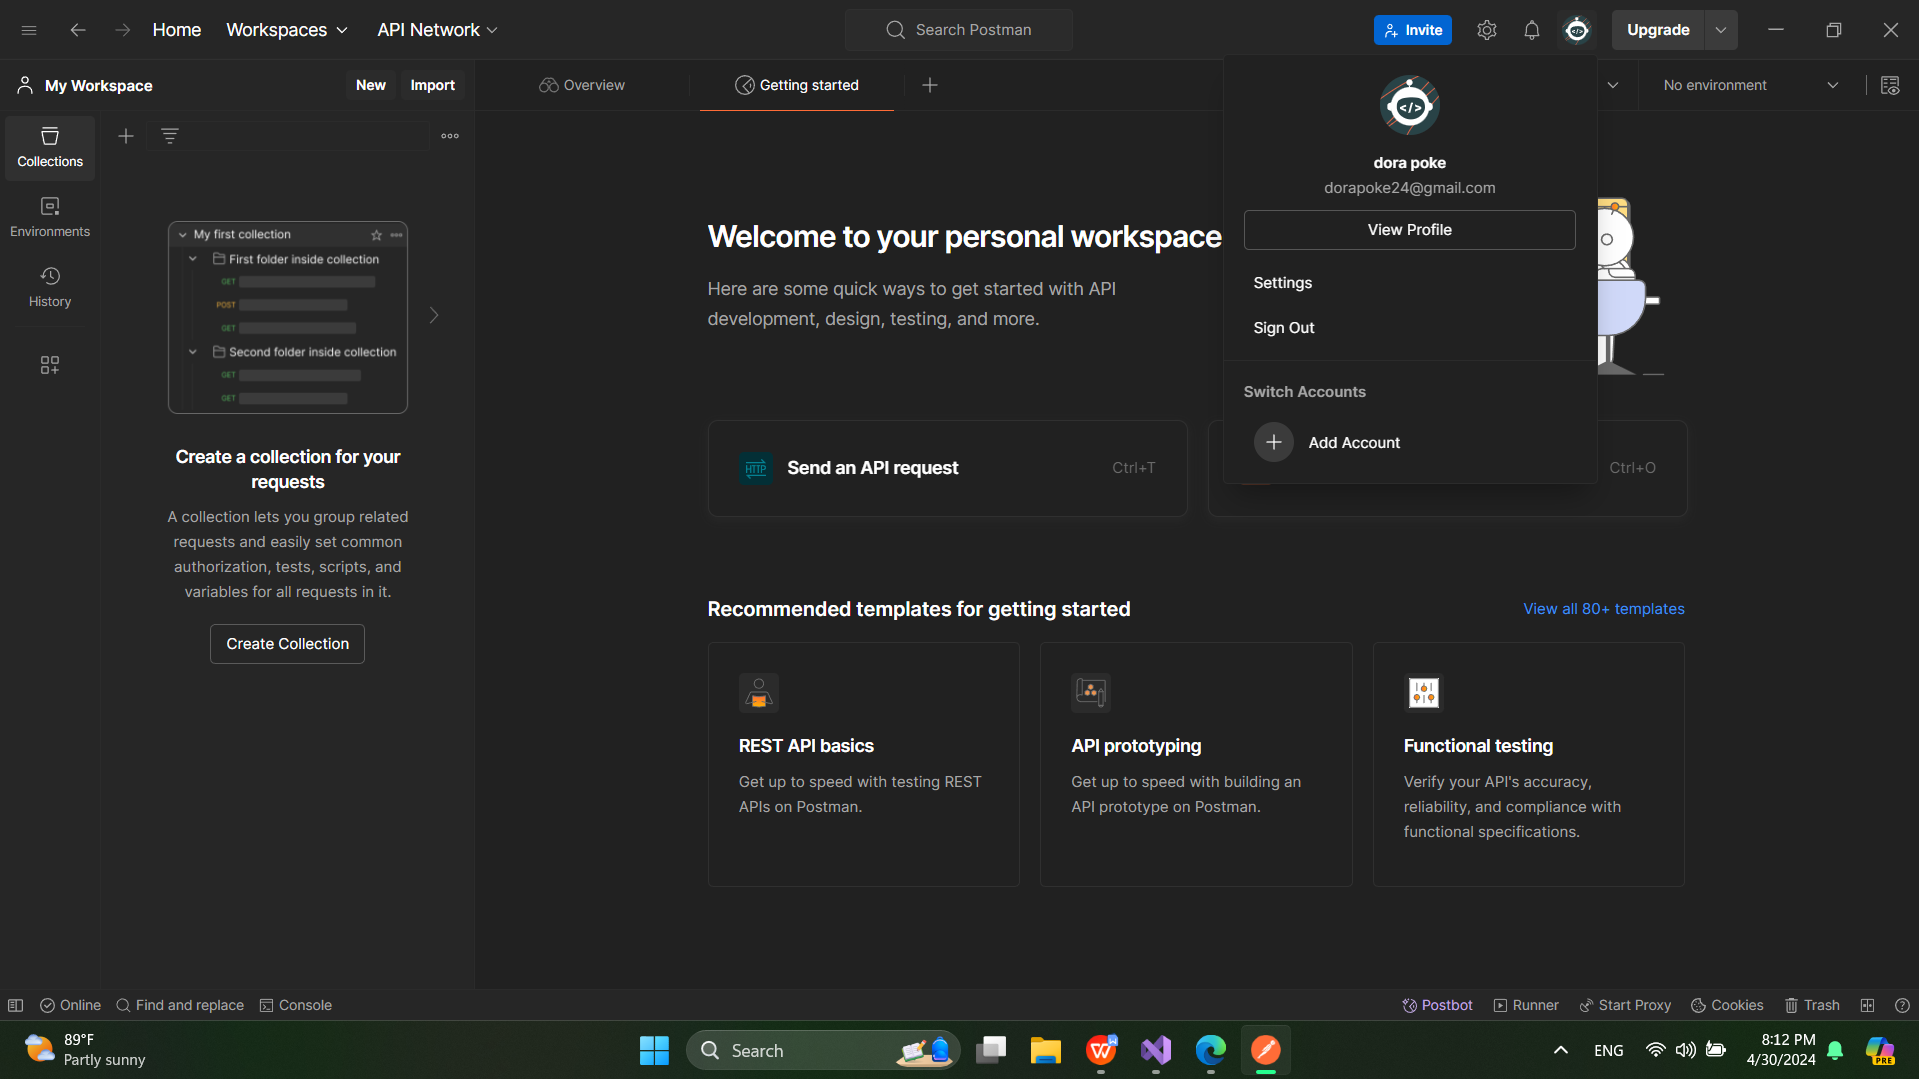 Home
Workspaces
API Network
Search Postman
Invite
Upgrade
My Workspace
New
Import
Overview
Getting started
No environment
Collections
Environments
History
My first collection
First folder inside collection
GET
POST
GET
Second folder inside collection
GET
GET
Create a collection for your
requests
A collection lets you group related
requests and easily set common
authorization, tests, scripts, and
variables for all requests in it.
Create Collection
Welcome to your personal workspace
Here are some quick ways to get started with API
development, design, testing, and more.
</>
dora poke
dorapoke24@gmail.com
View Profile
Settings
Sign Out
Switch Accounts
Add Account
HTTP
Send an API request
Ctrl+T
Ctrl+O
Recommended templates for getting started
View all 80+ templates
REST API basics
Get up to speed with testing REST
APIs on Postman.
API prototyping
Get up to speed with building an
API prototype on Postman.
Functional testing
Verify your API's accuracy,
reliability, and compliance with
functional specifications.
Online
Find and replace
Console
Postbot
Runner
Start Proxy
Cookies
Trash
89°F
Partly sunny
Search
ENG
8:12 PM
4/30/2024
PRE